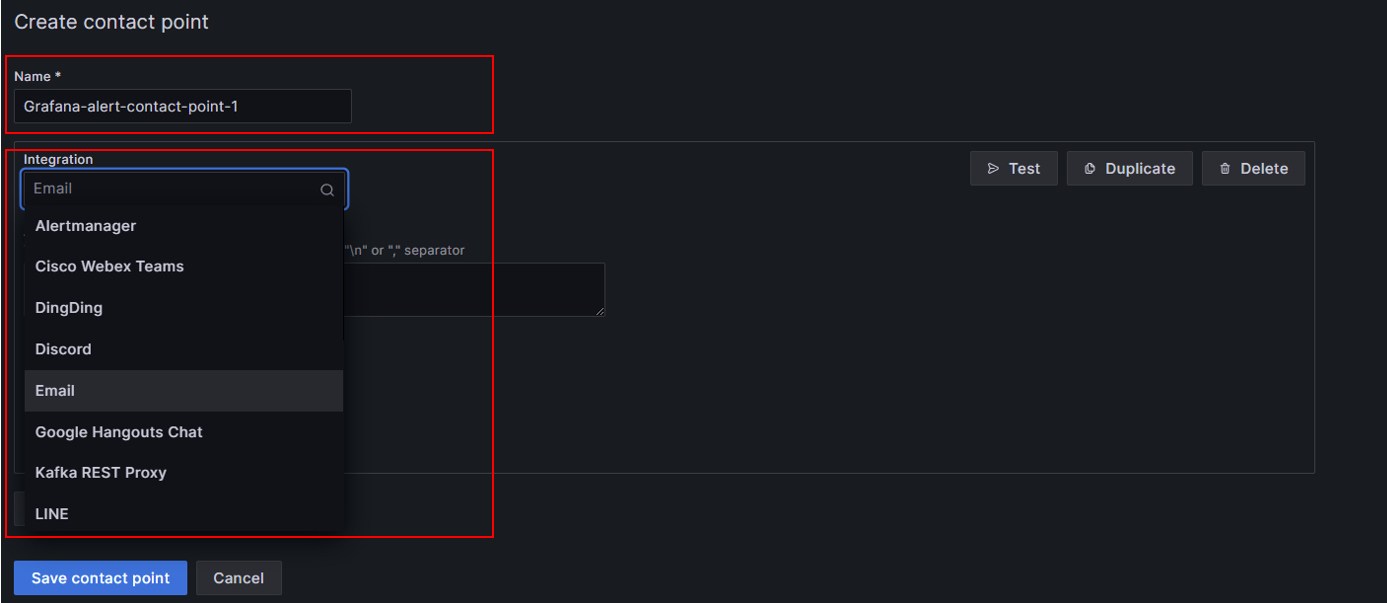 Create contact point
Name *
Grafana-alert-contact-point-1
Integration
Test Duplicate Delete
Email
Alertmanager
"\n" or "," separator
Cisco Webex Teams
DingDing
Discord
Email
Google Hangouts Chat
Kafka REST Proxy
LINE
Save contact point Cancel